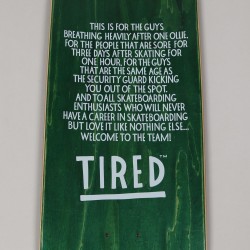 THIS IS FOR THE GUYS
BREATHING HEAVILY AFTER ONE OLLIE,
FOR THE PEOPLE THAT ARE SORE FOR
THREE DAYS AFTER SKATING FOR
ONE HOUR, FOR THE GUYS
THAT ARE THE SAME AGE AS
THE SECURITY GUARD KICKING
YOU OUT OF THE SPOT.
AND TO ALL SKATEBOARDING
ENTHUSIASTS WHO WILL NEVER
HAVE A CAREER IN SKATEBOARDING
BUT LOVE IT LIKE NOTHING ELSE...
WELCOME TO THE TEAM!
TIRED™